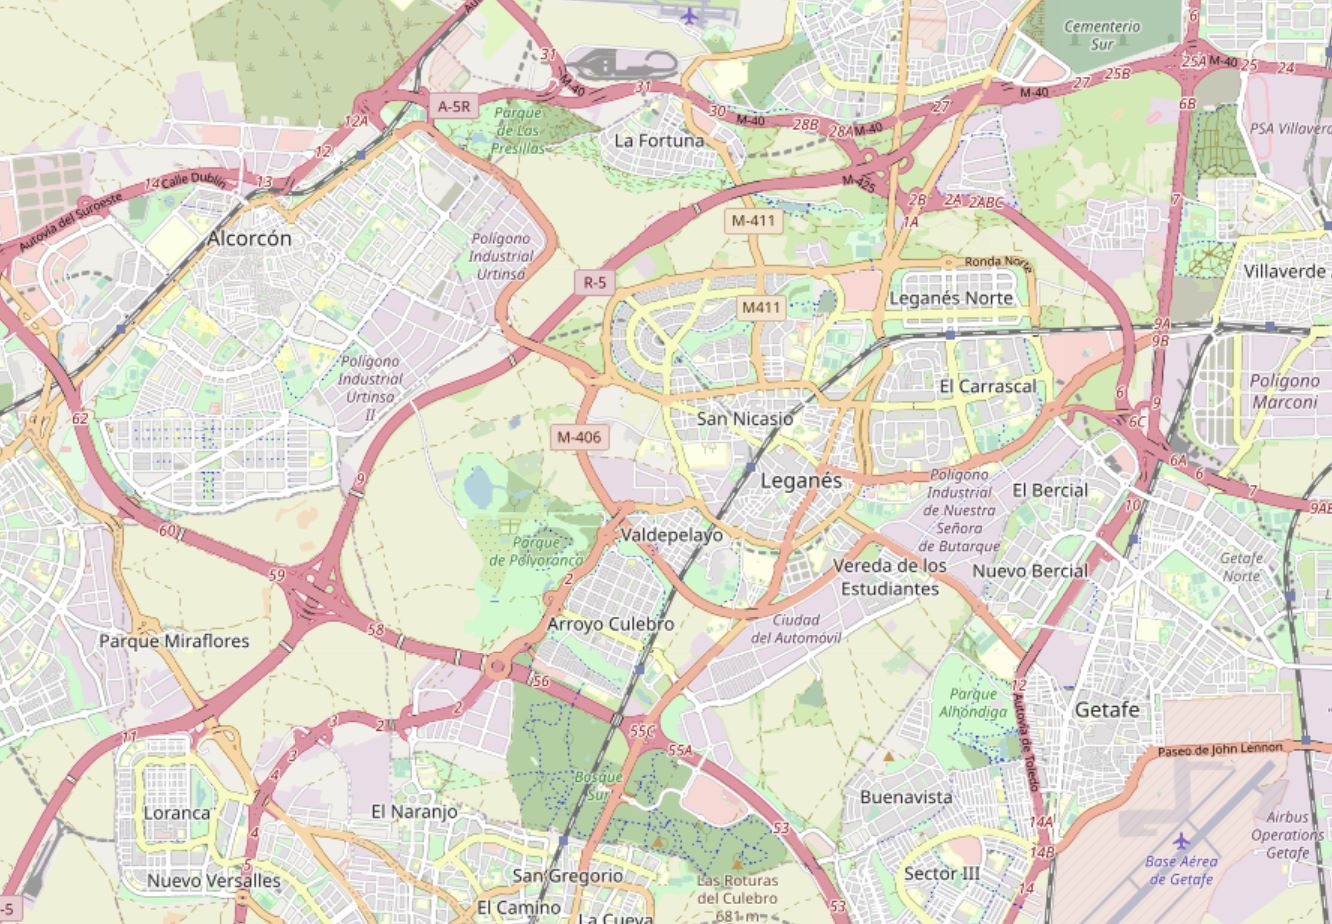 6
Cementerio
Sur
31
M-40
31
25A
M-40
25
24
25B
27
M-40
6B
A-5R
Parque
de Las
Presillas
12A
30
M-40
28B
28A
M-40
27
La Fortuna
12
14
Calle Dublín
13
M-425
2B
2A
2ABC
1A
7
Autovía del Suroeste
Alcorcón
M-411
Polígono
Industrial
Urtinsa
R-5
Ronda Norte
Villaverde
Leganés Norte
M411
9A
9B
Polígono
Industrial
Urtinsa
II
El Carrascal
Polígono
Marconi
6
9
62
San Nicasio
6C
M-406
6A
6
7
9
Leganés
Polígono
Industrial
de Nuestra
Señora
de Butarque
El Bercial
10
60
Valdepelayo
Parque
de Polvoranca
Vereda de los
Estudiantes
Nuevo Bercial
Getafe
Norte
59
2
58
Arroyo Culebro
Ciudad
del Automóvil
Parque Miraflores
56
12
Parque
Alhóndiga
Getafe
2
3
2
11
55C
55A
Autovía de Toledo
Paseo de John Lennon
3
4
Bosque
Sur
Loranca
El Naranjo
Buenavista
53
14A
Airbus
Operations
Getafe
4
14B
Base Aérea
de Getafe
5
Nuevo Versalles
San Gregorio
Las Roturas
del Culebro
681 m
Sector III
14
-5
El Camino
La Cueva
53